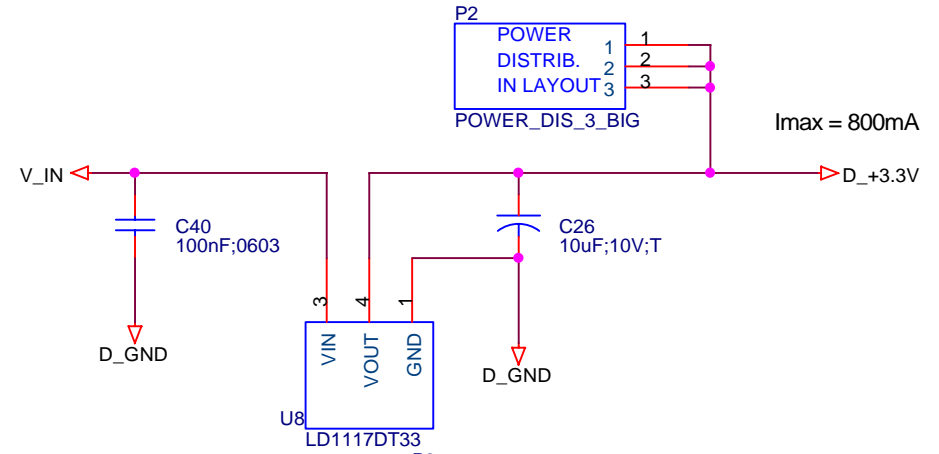 P2
POWER
DISTRIB.
IN LAYOUT
1
2
3
1
2
3
POWER_DIS_3_BIG
Imax = 800mA
V_IN
D_+3.3V
C40
100nF;0603
C26
10uF;10V;T
3
4
1
D_GND
VIN
VOUT
GND
D_GND
U8
LD1117DT33